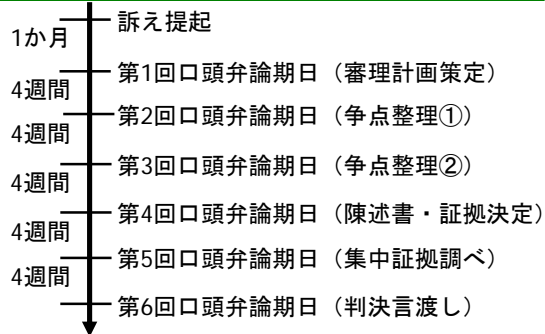 訴え提起
1か月
第1回口頭弁論期日（審理計画策定）
4週間
第2回口頭弁論期日（争点整理①）
4週間
第3回口頭弁論期日（争点整理②）
4週間
第4回口頭弁論期日（陳述書・証拠決定）
4週間
第5回口頭弁論期日（集中証拠調べ）
4週間
第6回口頭弁論期日（判決言渡し）